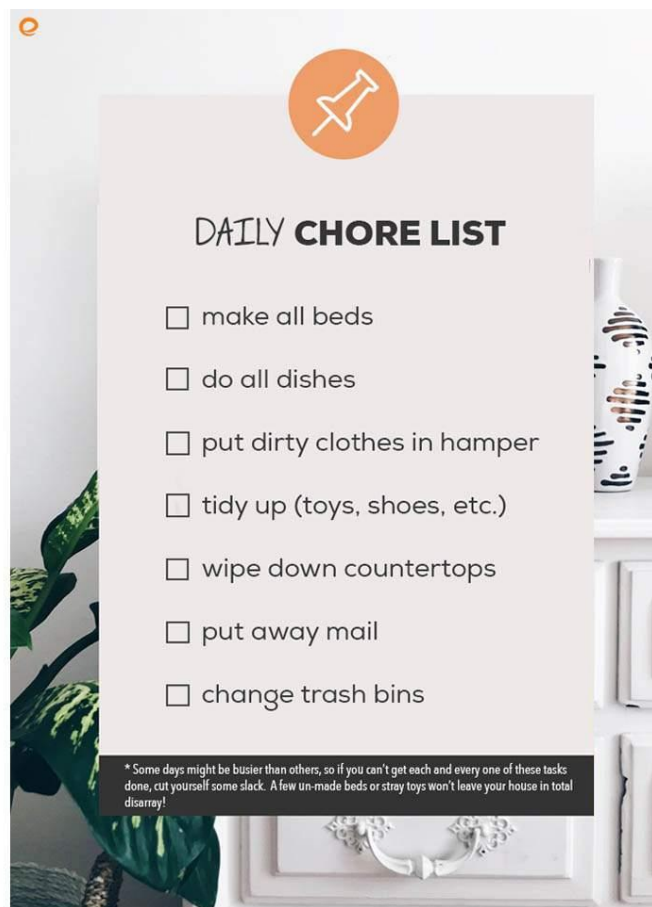 DAILY CHORE LIST
make all beds
do all dishes
put dirty clothes in hamper
tidy up (toys, shoes, etc.)
wipe down countertops
put away mail
change trash bins
* Some days might be busier than others, so if you can't get each and every one of these tasks
done, cut yourself some slack. A few un-made beds or stray toys won't leave your house in total
disarray!